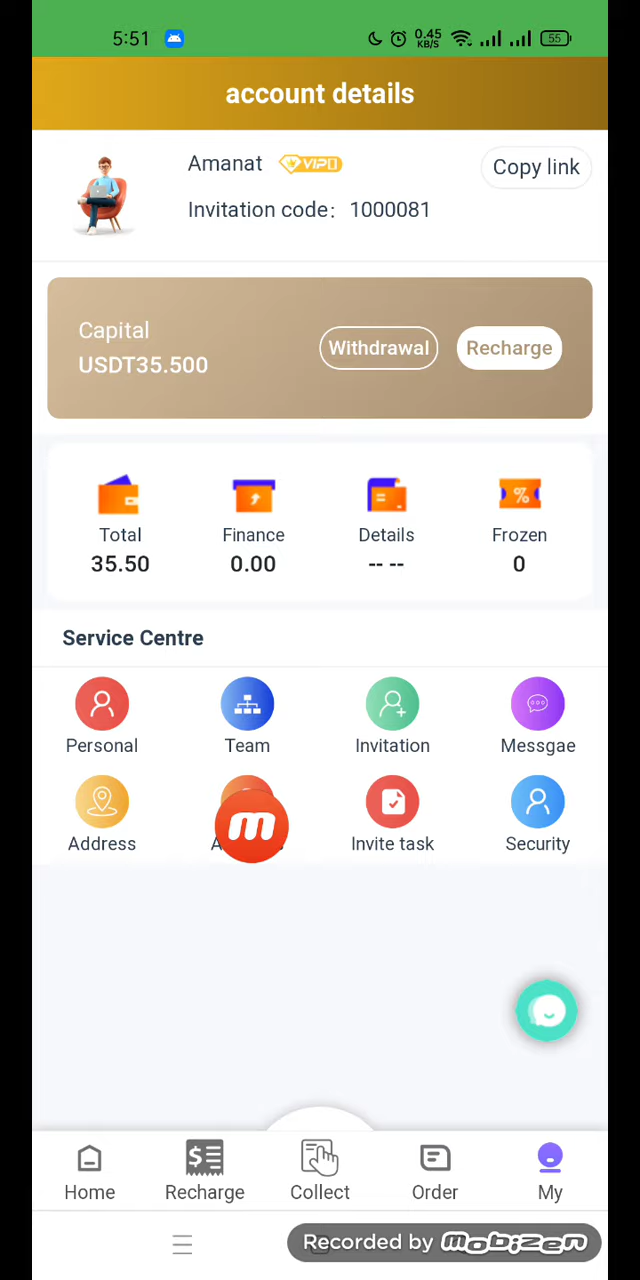 5:51
0.45
KB/S
55
account details
Amanat VIP0
Copy link
Invitation code: 1000081
Capital
USDT35.500
Withdrawal
Recharge
Total
Finance
Details
Frozen
35.50
0.00
-- --
0
Service Centre
Personal
Team
Invitation
Messgae
Address
Invite task
Security
Home
Recharge
Collect
Order
My
Recorded by mobizen